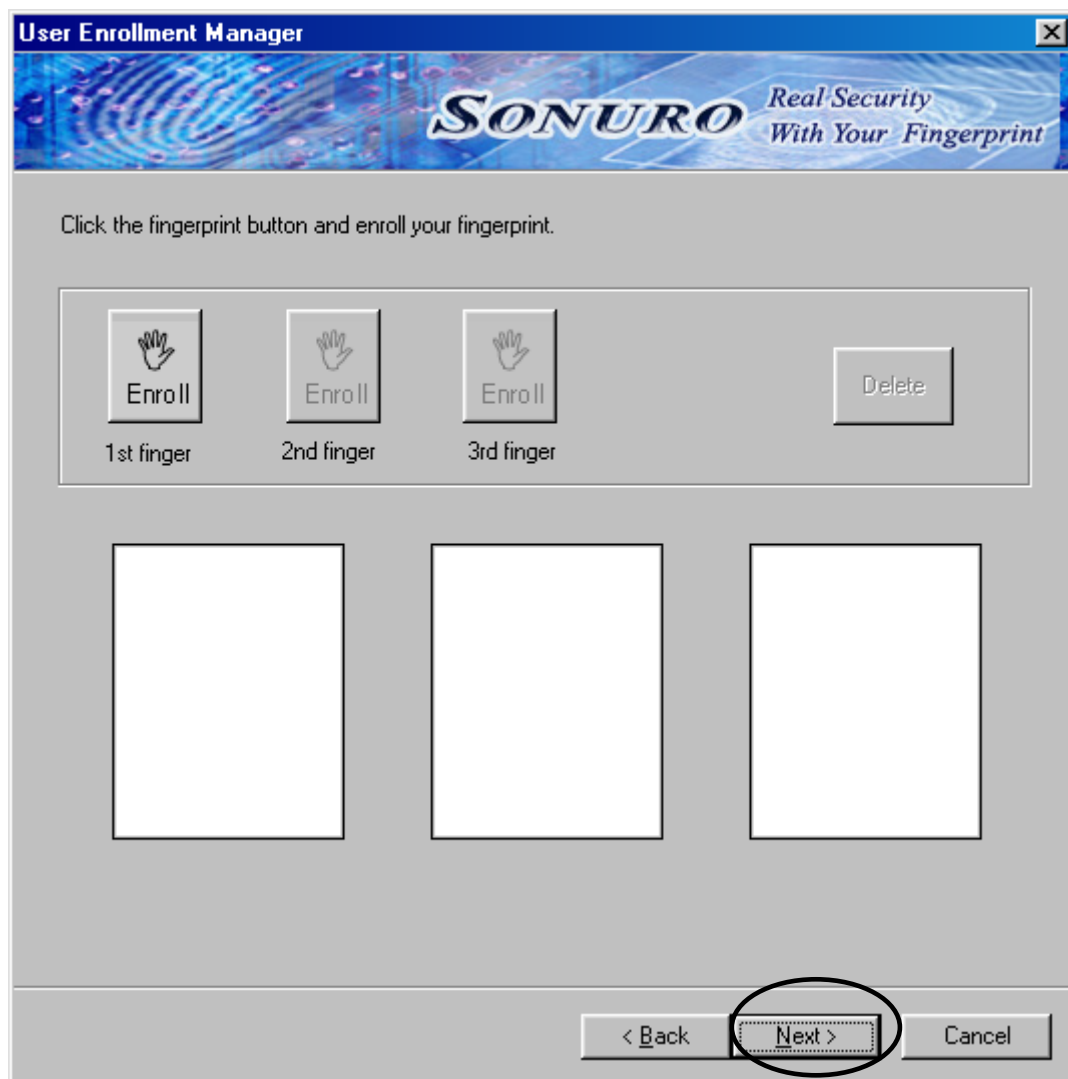 User Enrollment Manager
SONURO
Real Security
With Your Fingerprint
Click the fingerprint button and enroll your fingerprint.
Enroll Enroll Enroll Delete
1st finger 2nd finger 3rd finger
< Back Next > Cancel